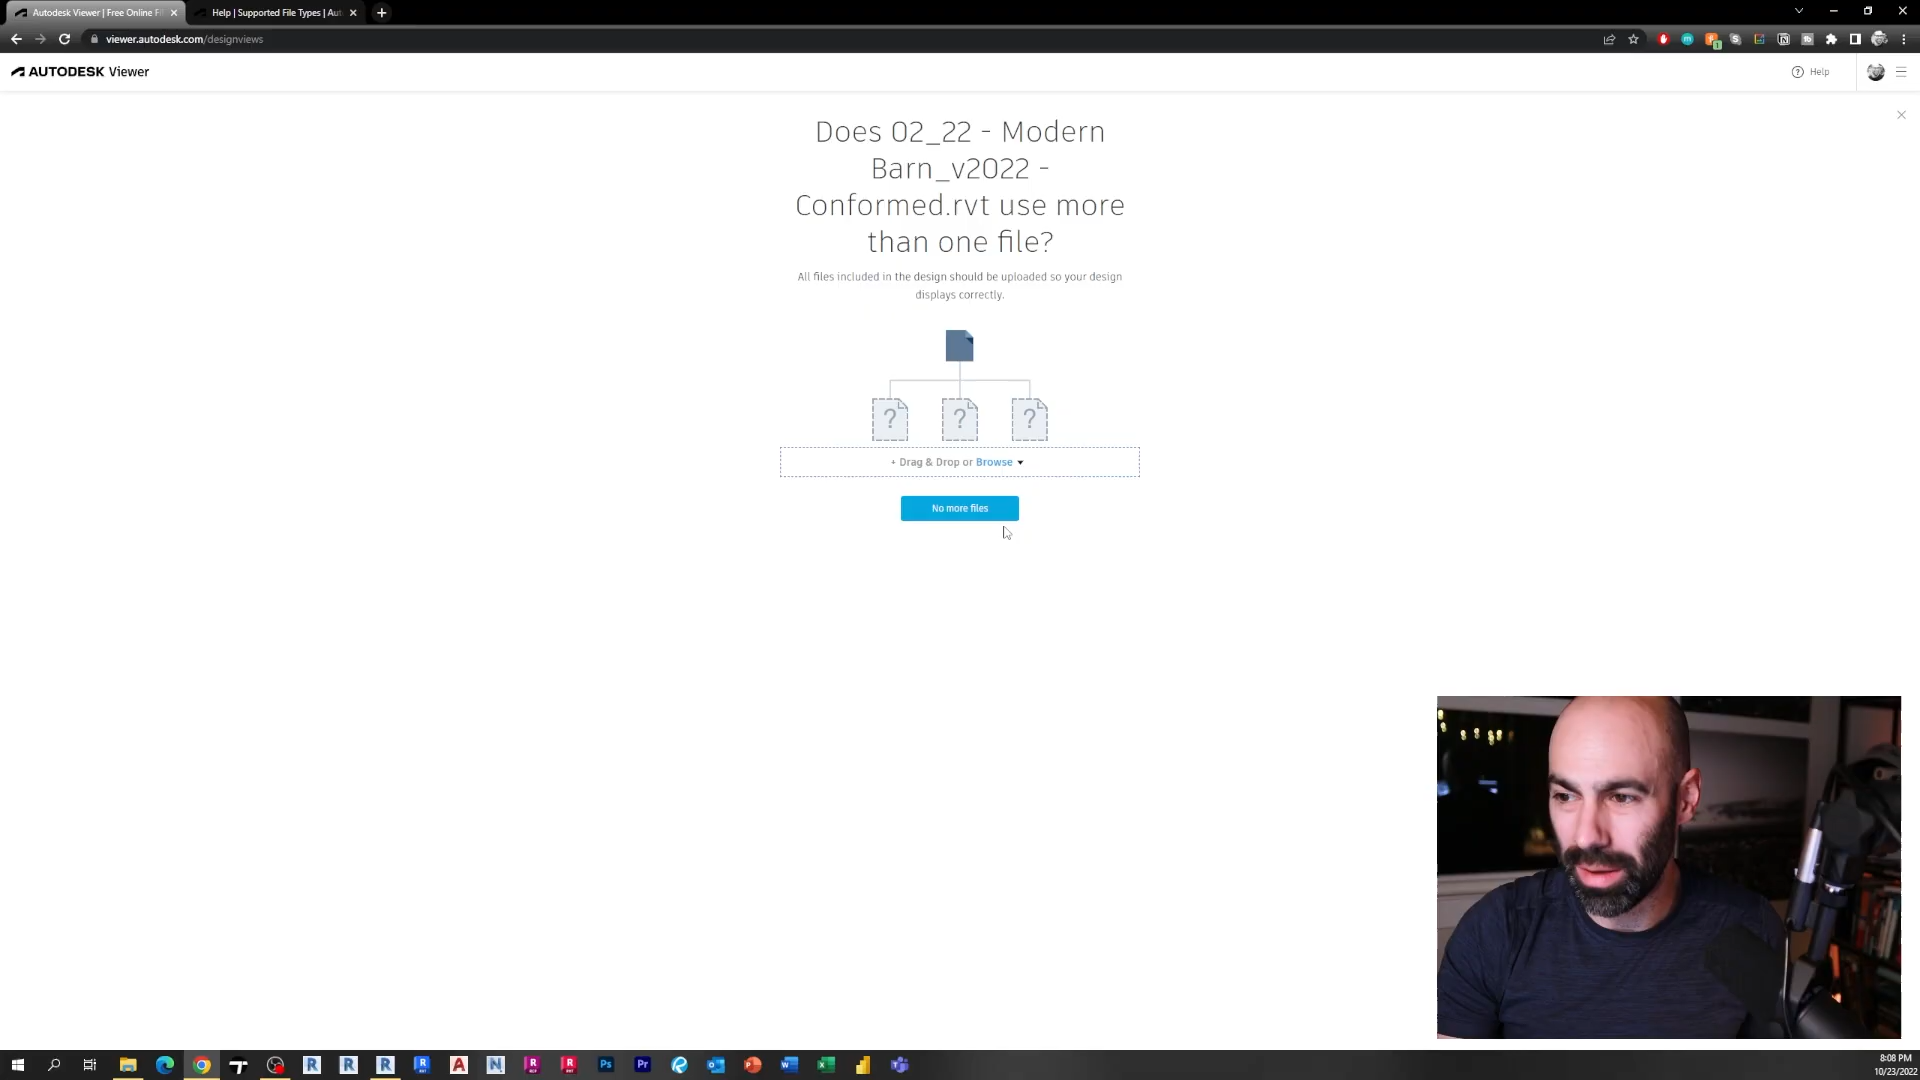 Autodesk Viewer | Free Online Fil
Help | Supported File Types | Aut
viewer.autodesk.com/designviews
AUTODESK Viewer
? Help
Does 02_22 - Modern
Barn_v2022 -
Conformed.rvt use more
than one file?
All files included in the design should be uploaded so your design
displays correctly.
? ? ?
+ Drag & Drop or Browse
No more files
8:08 PM
10/23/2022